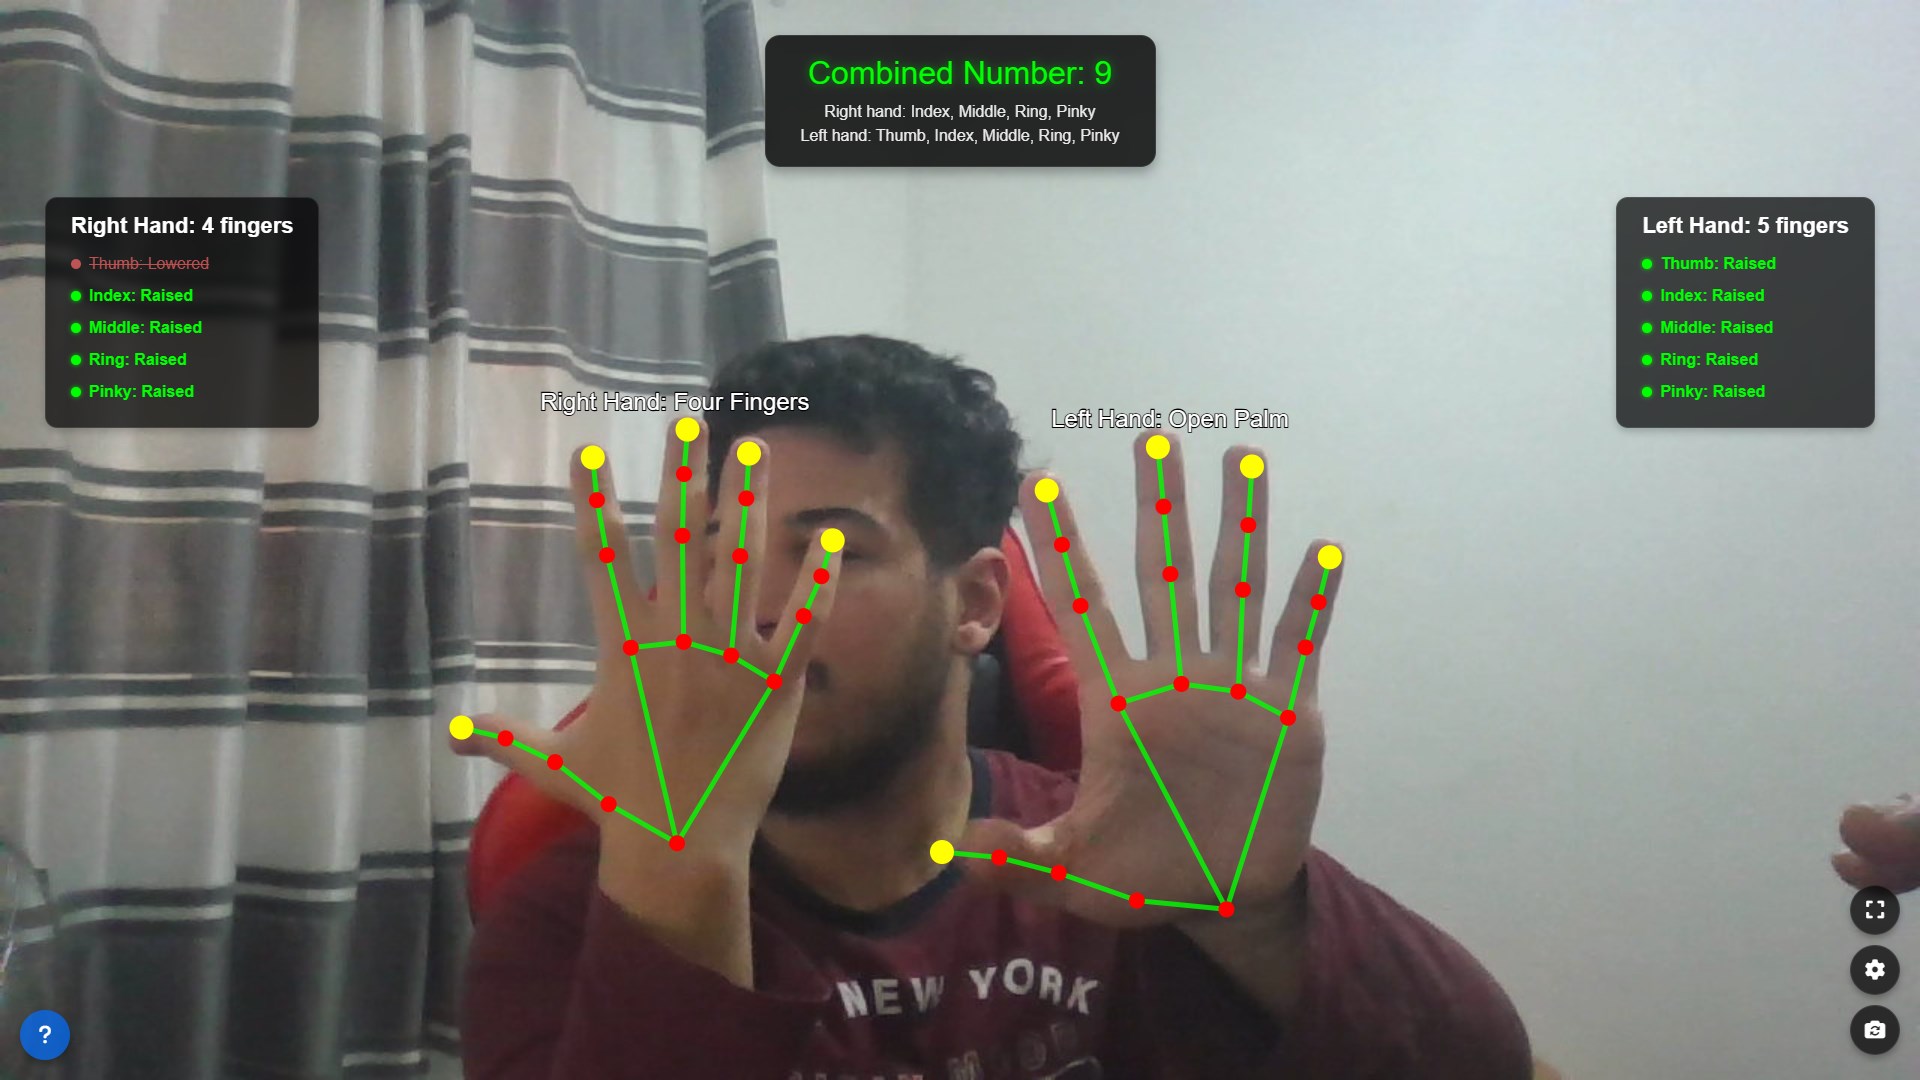 Combined Number: 9
Right hand: Index, Middle, Ring, Pinky
Left hand: Thumb, Index, Middle, Ring, Pinky
Right Hand: 4 fingers
Thumb: Lowered
Index: Raised
Middle: Raised
Ring: Raised
Pinky: Raised
Left Hand: 5 fingers
Thumb: Raised
Index: Raised
Middle: Raised
Ring: Raised
Pinky: Raised
Right Hand: Four Fingers
Left Hand: Open Palm
NEW YORK
?